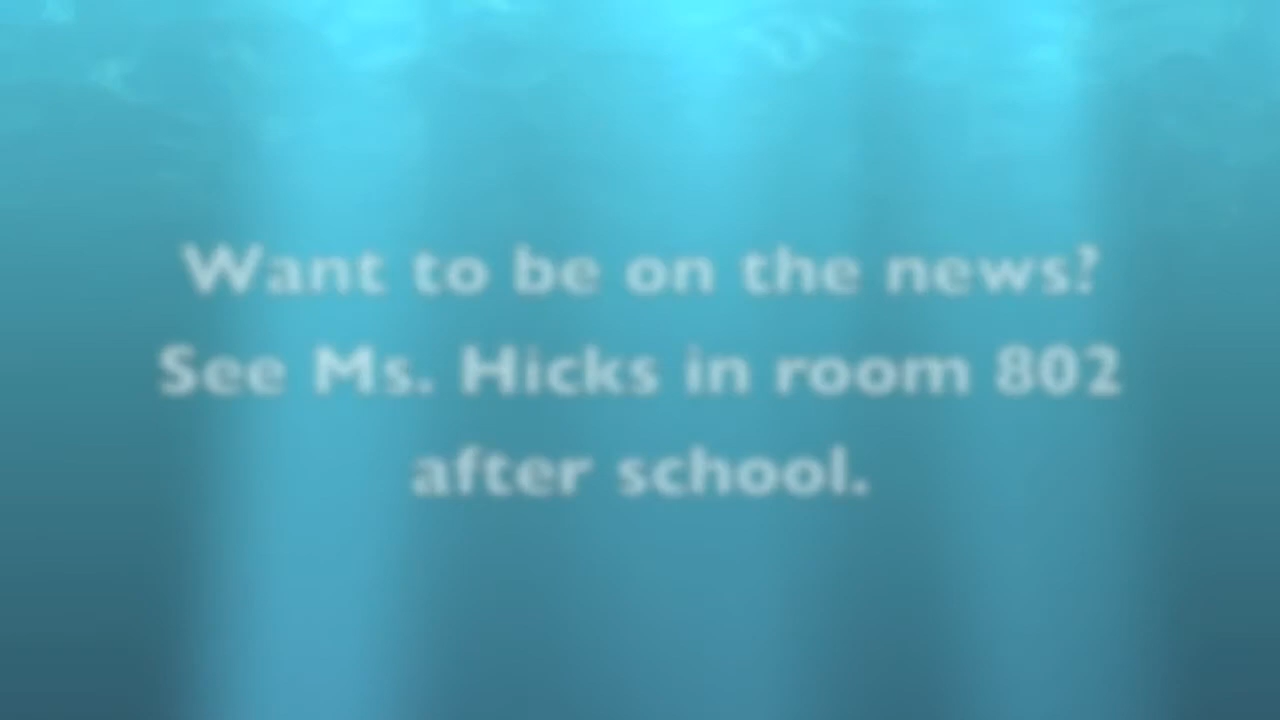 Want to be on the news?
See Ms. Hicks in room 802
after school.